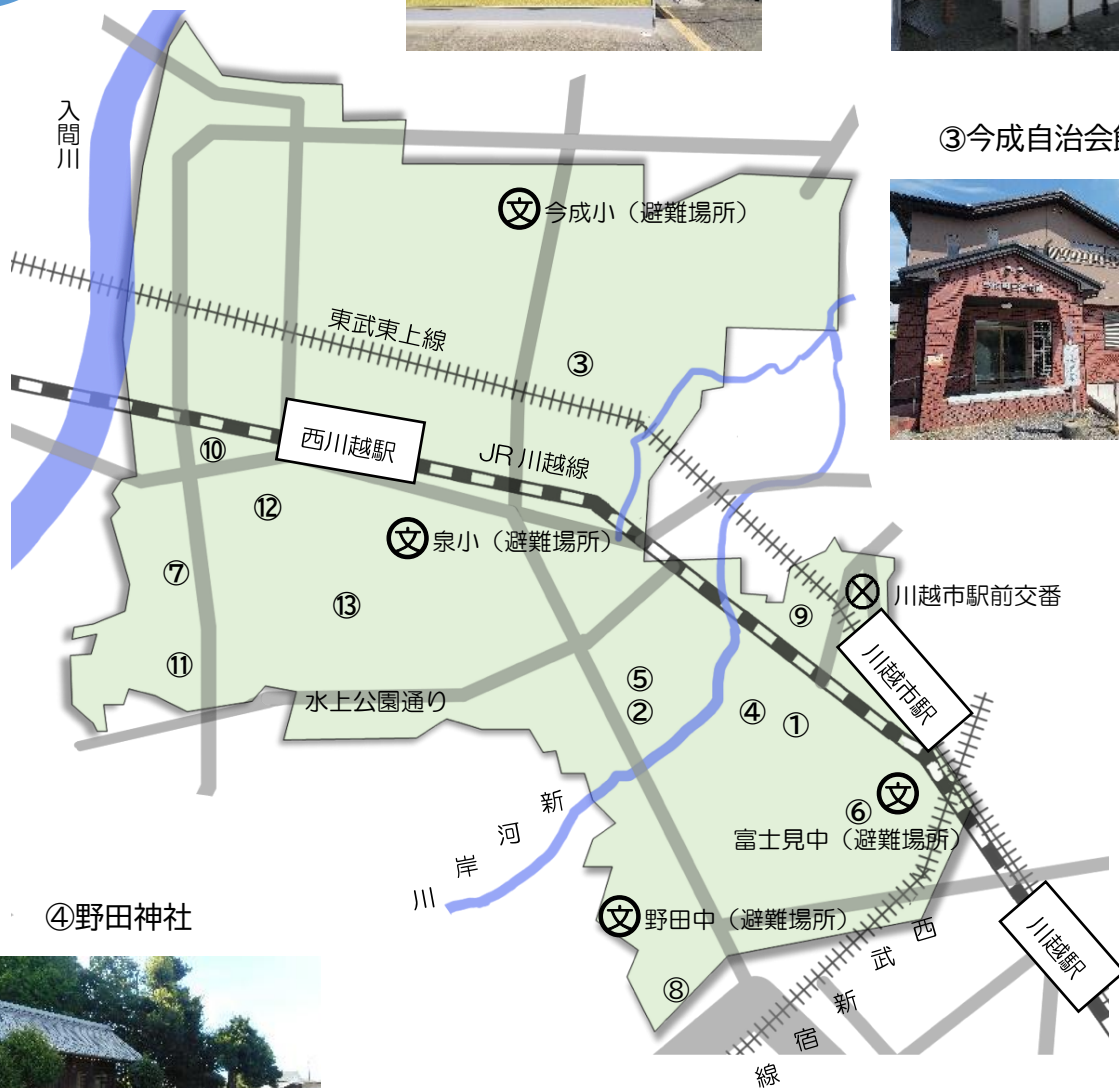 入間川
③今成自治会館
文 今成小（避難場所）
東武東上線
③
西川越駅
JR 川越線
⑩
⑫
文 泉小（避難場所）
⑦
⑬
⑨
川越市駅前交番
川越市駅
⑪
水上公園通り
⑤
②
④
①
⑥
文
富士見中（避難場所）
新河岸川
④野田神社
文 野田中（避難場所）
川越駅
⑧
西武新宿線